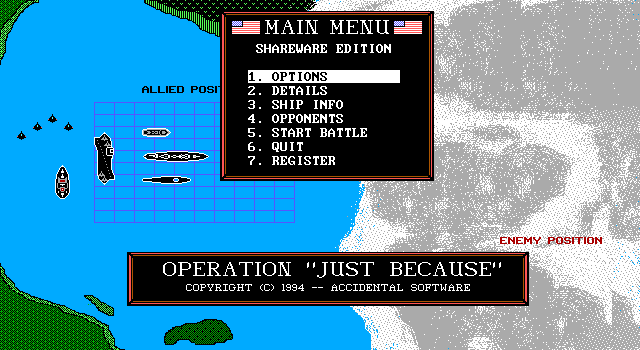 MAIN MENU
SHAREWARE EDITION
1. OPTIONS
2. DETAILS
3. SHIP INFO
4. OPPONENTS
5. START BATTLE
6. QUIT
7. REGISTER
ALLIED
ENEMY POSITION
OPERATION "JUST BECAUSE"
COPYRIGHT (C) 1994 -- ACCIDENTAL SOFTWARE